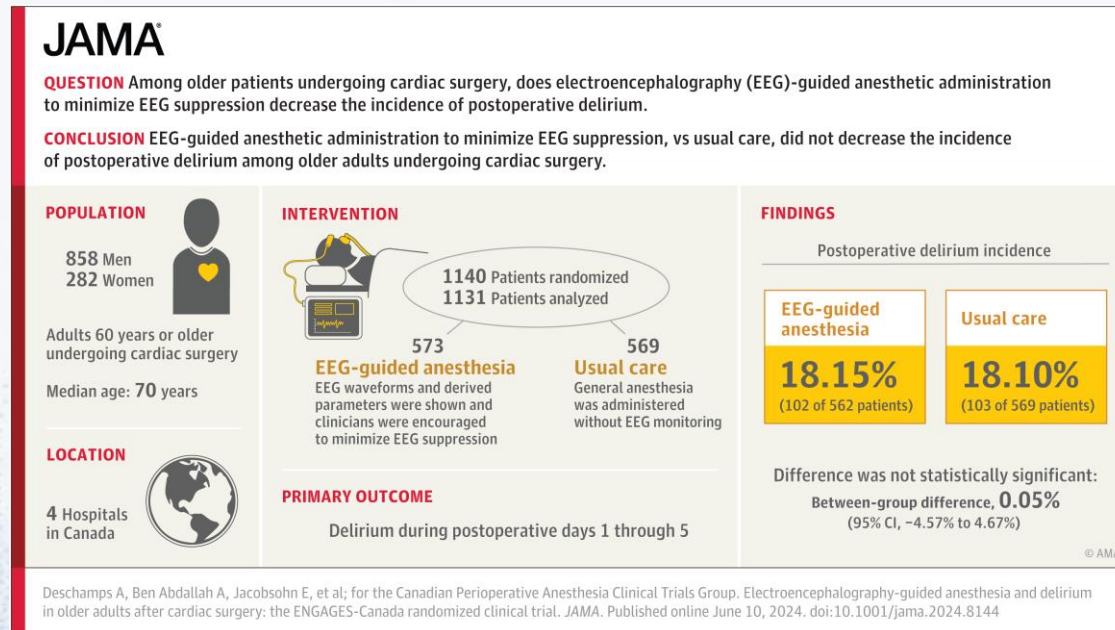 JAMA®
QUESTION Among older patients undergoing cardiac surgery, does electroencephalography (EEG)-guided anesthetic administration
to minimize EEG suppression decrease the incidence of postoperative delirium.
CONCLUSION EEG-guided anesthetic administration to minimize EEG suppression, vs usual care, did not decrease the incidence
of postoperative delirium among older adults undergoing cardiac surgery.
POPULATION
858 Men
282 Women
Adults 60 years or older
undergoing cardiac surgery
Median age: 70 years
LOCATION
4 Hospitals
in Canada
INTERVENTION
1140 Patients randomized
1131 Patients analyzed
573
EEG-guided anesthesia
EEG waveforms and derived
parameters were shown and
clinicians were encouraged
to minimize EEG suppression
569
Usual care
General anesthesia
was administered
without EEG monitoring
PRIMARY OUTCOME
Delirium during postoperative days 1 through 5
FINDINGS
Postoperative delirium incidence
EEG-guided
anesthesia
18.15%
(102 of 562 patients)
Usual care
18.10%
(103 of 569 patients)
Difference was not statistically significant:
Between-group difference, 0.05%
(95% CI, −4.57% to 4.67%)
© AMA
Deschamps A, Ben Abdallah A, Jacobsohn E, et al; for the Canadian Perioperative Anesthesia Clinical Trials Group. Electroencephalography-guided anesthesia and delirium
in older adults after cardiac surgery: the ENGAGES-Canada randomized clinical trial. JAMA. Published online June 10, 2024. doi:10.1001/jama.2024.8144